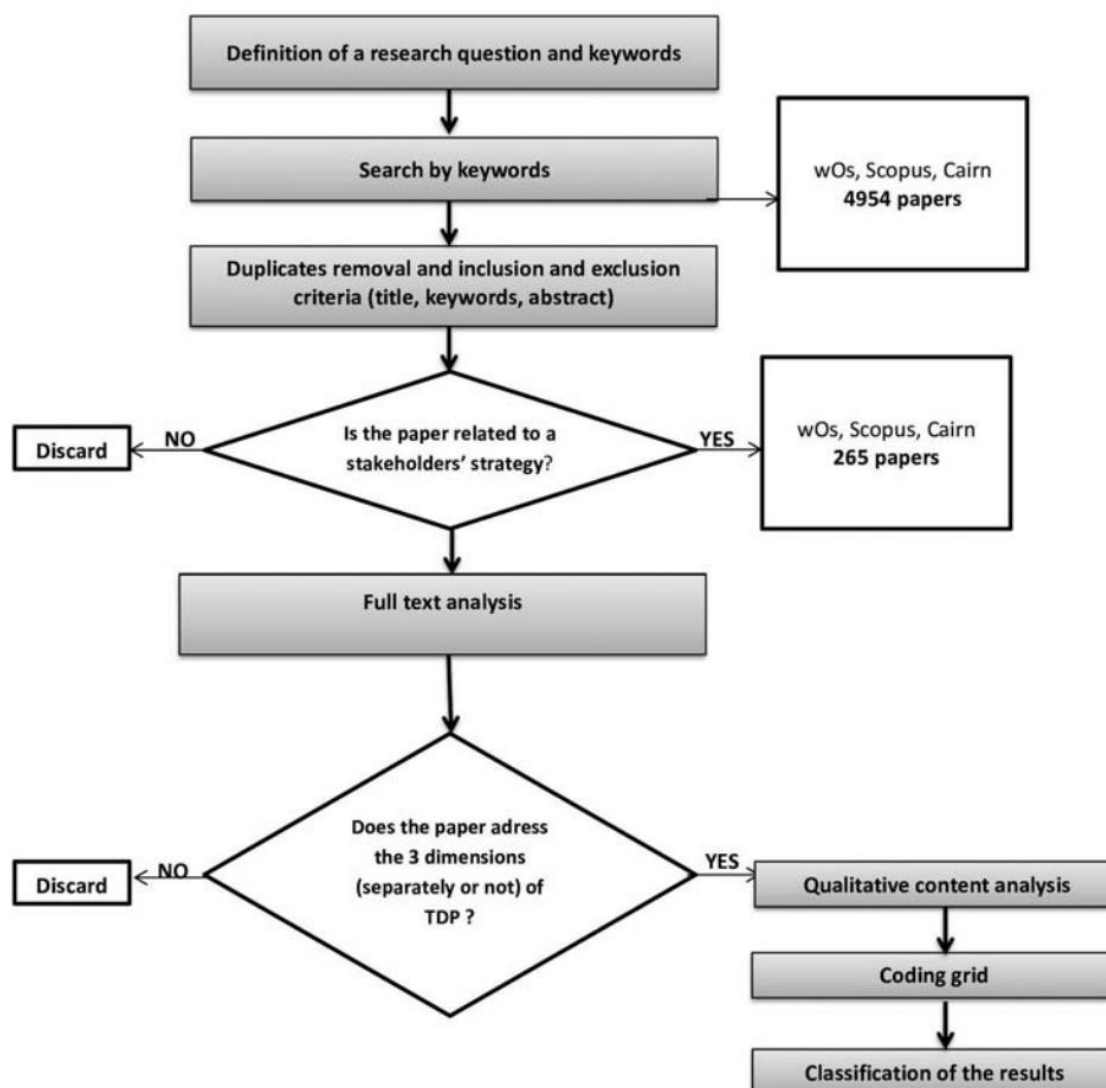 Definition of a research question and keywords
Search by keywords
wOs, Scopus, Cairn
4954 papers
Duplicates removal and inclusion and exclusion
criteria (title, keywords, abstract)
Is the paper related to a
stakeholders’ strategy?
NO
Discard
YES
wOs, Scopus, Cairn
265 papers
Full text analysis
Does the paper adress
the 3 dimensions
(separately or not) of
TDP ?
NO
Discard
YES
Qualitative content analysis
Coding grid
Classification of the results